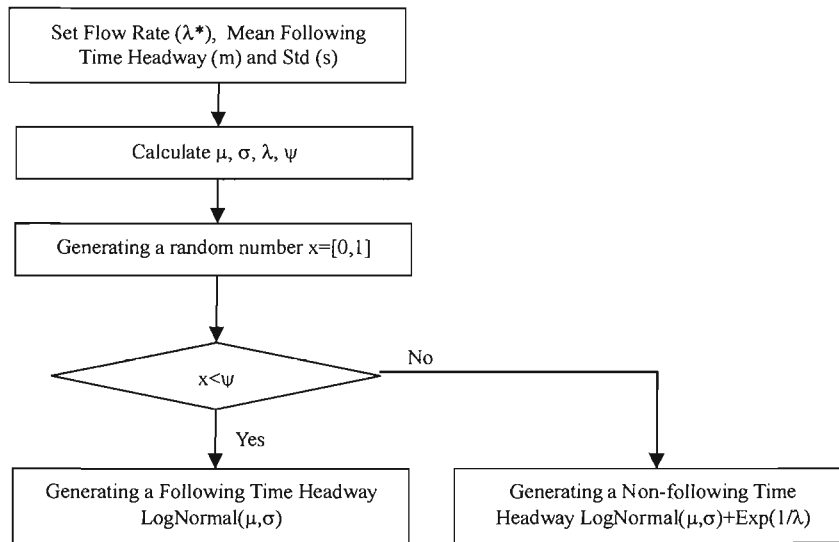 Set Flow Rate (λ*), Mean Following
Time Headway (m) and Std (s)
Calculate μ, σ, λ, ψ
Generating a random number x=[0,1]
x<ψ
No
Yes
Generating a Following Time Headway
LogNormal(μ,σ)
Generating a Non-following Time
Headway LogNormal(μ,σ)+Exp(1/λ)